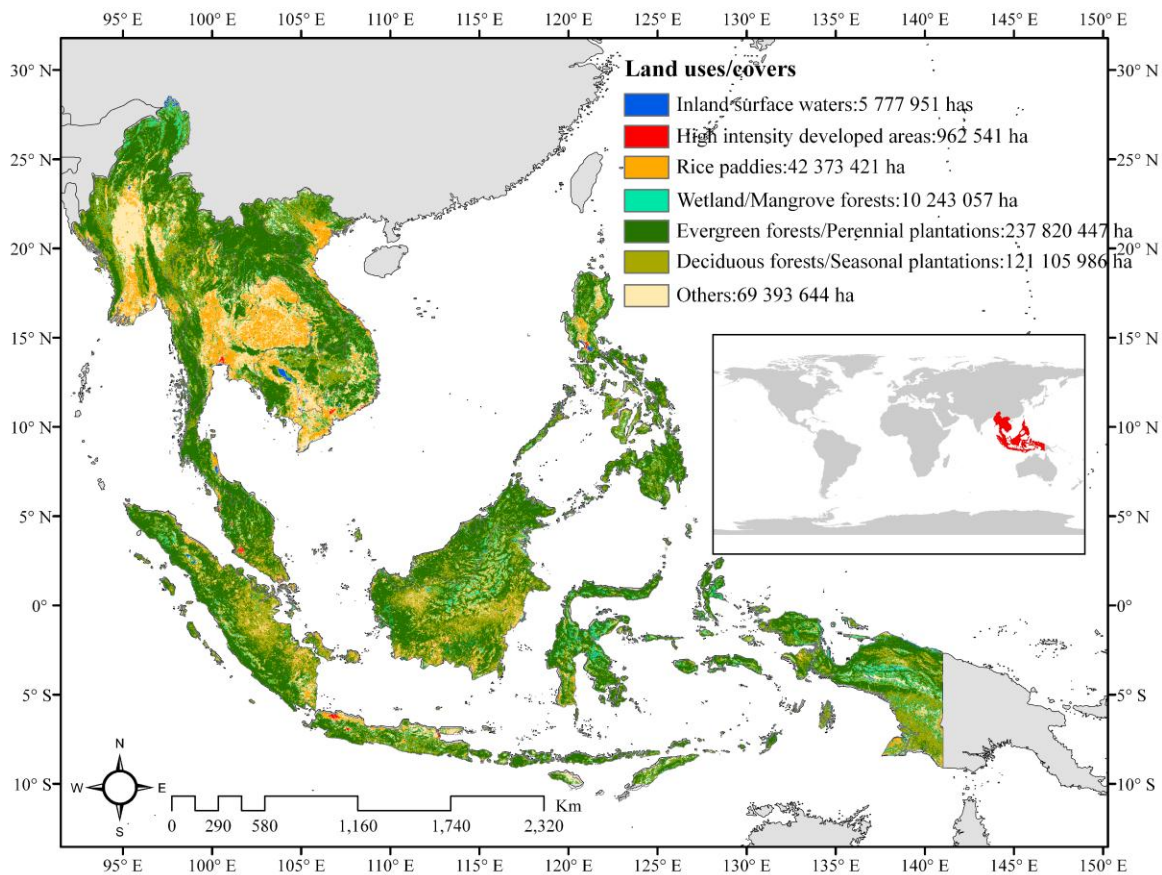 95° E 100° E 105° E 110° E 115° E 120° E 125° E 130° E 135° E 140° E 145° E 150° E
30° N 30° N
Land uses/covers
Inland surface waters:5 777 951 has
High intensity developed areas:962 541 ha
25° N 25° N
Rice paddies:42 373 421 ha
Wetland/Mangrove forests:10 243 057 ha
20° N Evergreen forests/Perennial plantations:237 820 447 ha 20° N
Deciduous forests/Seasonal plantations:121 105 986 ha
Others:69 393 644 ha
15° N 15° N
10° N 10° N
5° N 5° N
0° 0°
5° S 5° S
N
W E
S
10° S 10° S
Km
0 290 580 1,160 1,740 2,320
95° E 100° E 105° E 110° E 115° E 120° E 125° E 130° E 135° E 140° E 145° E 150° E